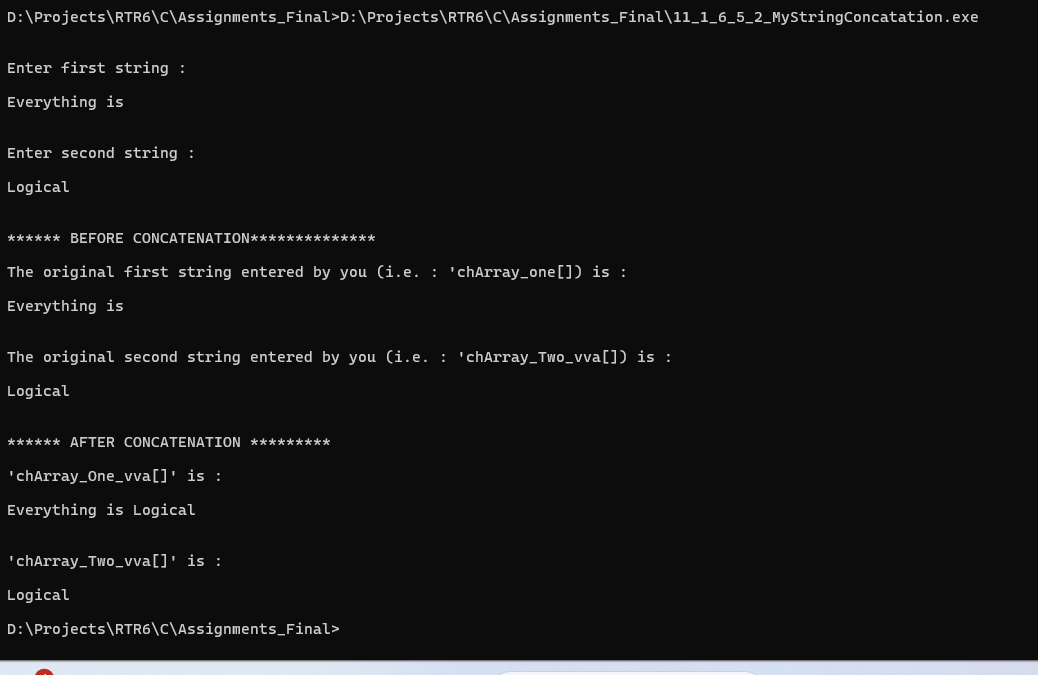 D:\Projects\RTR6\C\Assignments_Final>D:\Projects\RTR6\C\Assignments_Final\11_1_6_5_2_MyStringConcatation.exe
Enter first string :
Everything is
Enter second string :
Logical
****** BEFORE CONCATENATION**************
The original first string entered by you (i.e. : 'chArray_one[]) is :
Everything is
The original second string entered by you (i.e. : 'chArray_Two_vva[]) is :
Logical
****** AFTER CONCATENATION *********
'chArray_One_vva[]' is :
Everything is Logical
'chArray_Two_vva[]' is :
Logical
D:\Projects\RTR6\C\Assignments_Final>